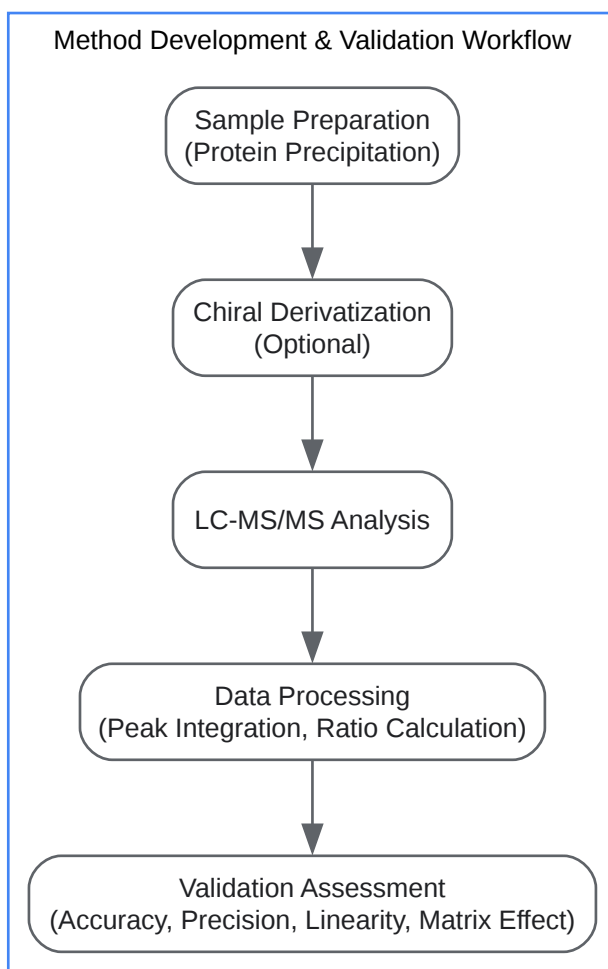 Method Development & Validation Workflow
Sample Preparation
(Protein Precipitation)
Chiral Derivatization
(Optional)
LC-MS/MS Analysis
Data Processing
(Peak Integration, Ratio Calculation)
Validation Assessment
(Accuracy, Precision, Linearity, Matrix Effect)